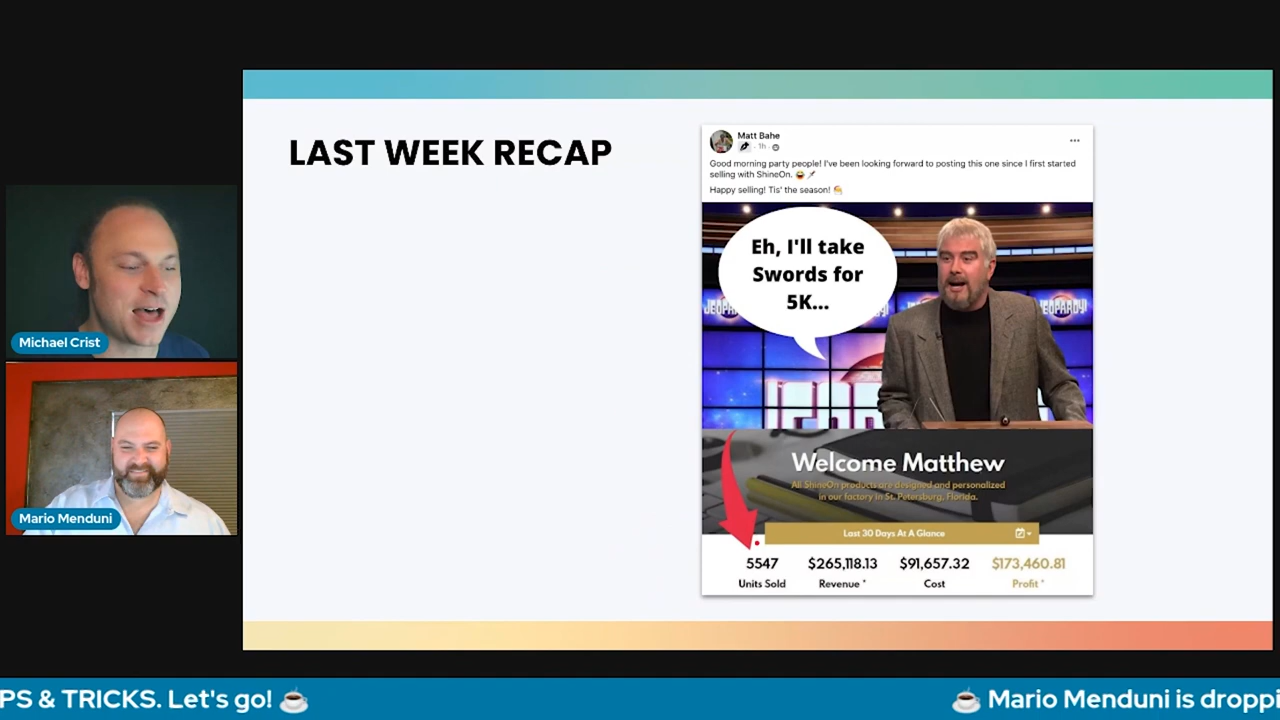 LAST WEEK RECAP
Matt Bahe
1h
Good morning party people! I've been looking forward to posting this one since I first started
selling with ShineOn.
Happy selling! Tis' the season!
Eh, I'll take
Swords for
5K...
JEOPARDY!
Welcome Matthew
All ShineOn products are designed and personalized
in our factory in St. Petersburg, Florida.
Last 30 Days At A Glance
5547 $265,118.13 $91,657.32 $173,460.81
Units Sold Revenue * Cost Profit *
Michael Crist
Mario Menduni
PS & TRICKS. Let's go! ☕ ☕ Mario Menduni is droppi